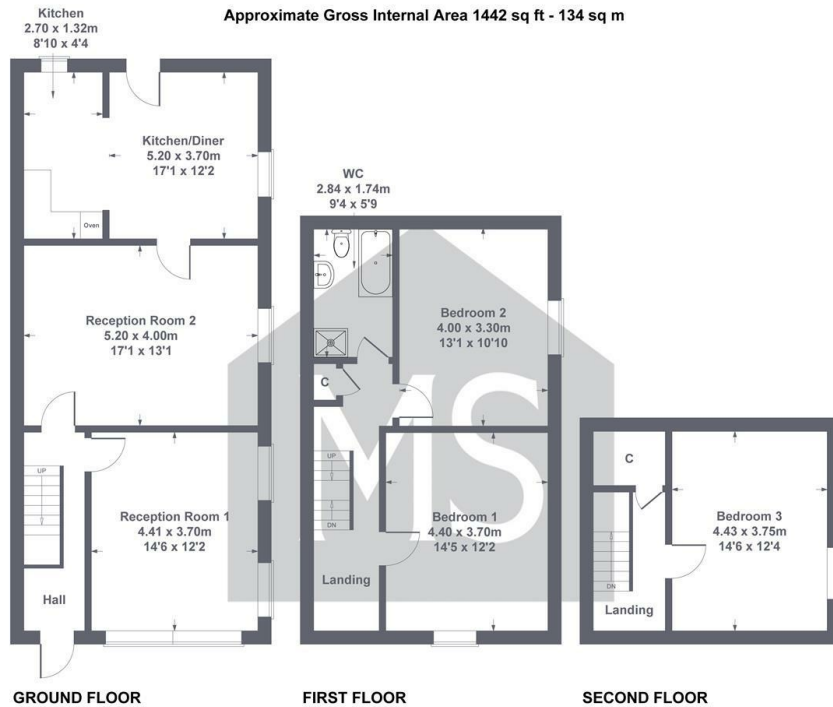 Approximate Gross Internal Area 1442 sq ft - 134 sq m
Kitchen
2.70 x 1.32m
8'10 x 4'4
Kitchen/Diner
5.20 x 3.70m
17'1 x 12'2
Oven
Reception Room 2
5.20 x 4.00m
17'1 x 13'1
UP
Reception Room 1
4.41 x 3.70m
14'6 x 12'2
Hall
GROUND FLOOR
WC
2.84 x 1.74m
9'4 x 5'9
Bedroom 2
4.00 x 3.30m
13'1 x 10'10
C
MS
UP
DN
Bedroom 1
4.40 x 3.70m
14'5 x 12'2
Landing
FIRST FLOOR
C
Bedroom 3
4.43 x 3.75m
14'6 x 12'4
DN
Landing
SECOND FLOOR